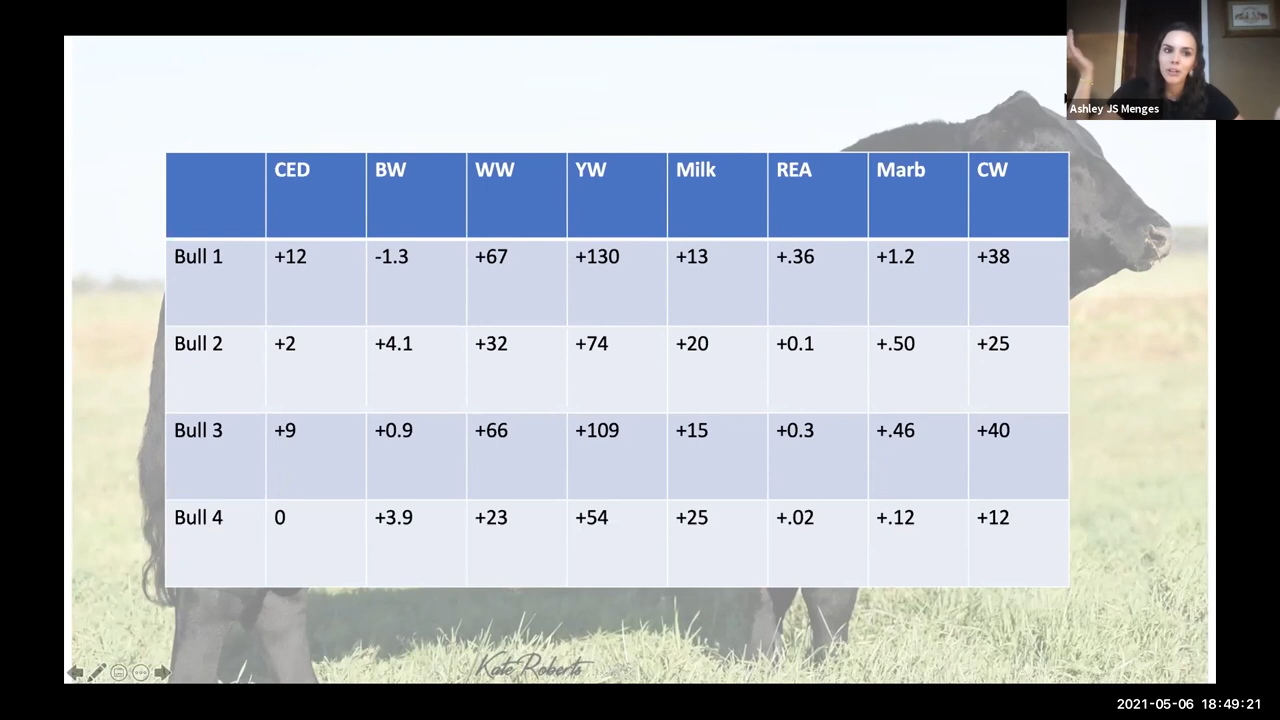 Ashley JS Menges
CED BW WW YW Milk REA Marb CW
Bull 1 +12 -1.3 +67 +130 +13 +.36 +1.2 +38
Bull 2 +2 +4.1 +32 +74 +20 +0.1 +.50 +25
Bull 3 +9 +0.9 +66 +109 +15 +0.3 +.46 +40
Bull 4 0 +3.9 +23 +54 +25 +.02 +.12 +12
Kate Roberts
2021-05-06 18:49:21